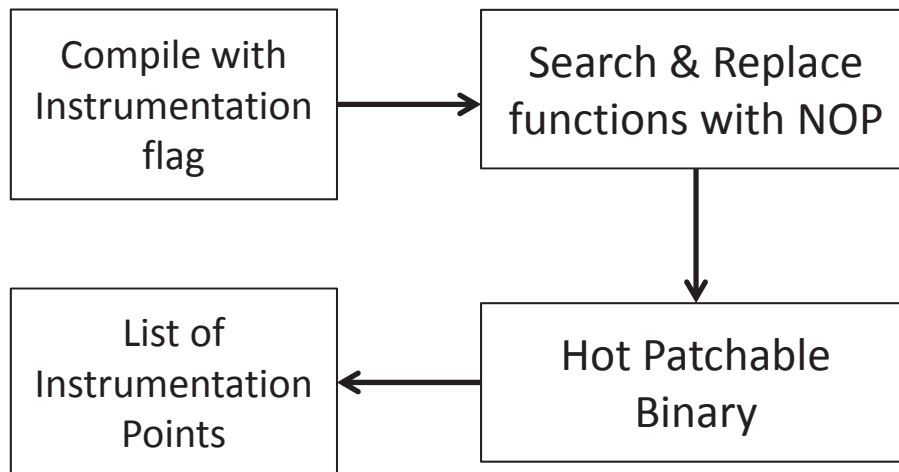 Compile with
Instrumentation
flag
Search & Replace
functions with NOP
Hot Patchable
Binary
List of
Instrumentation
Points